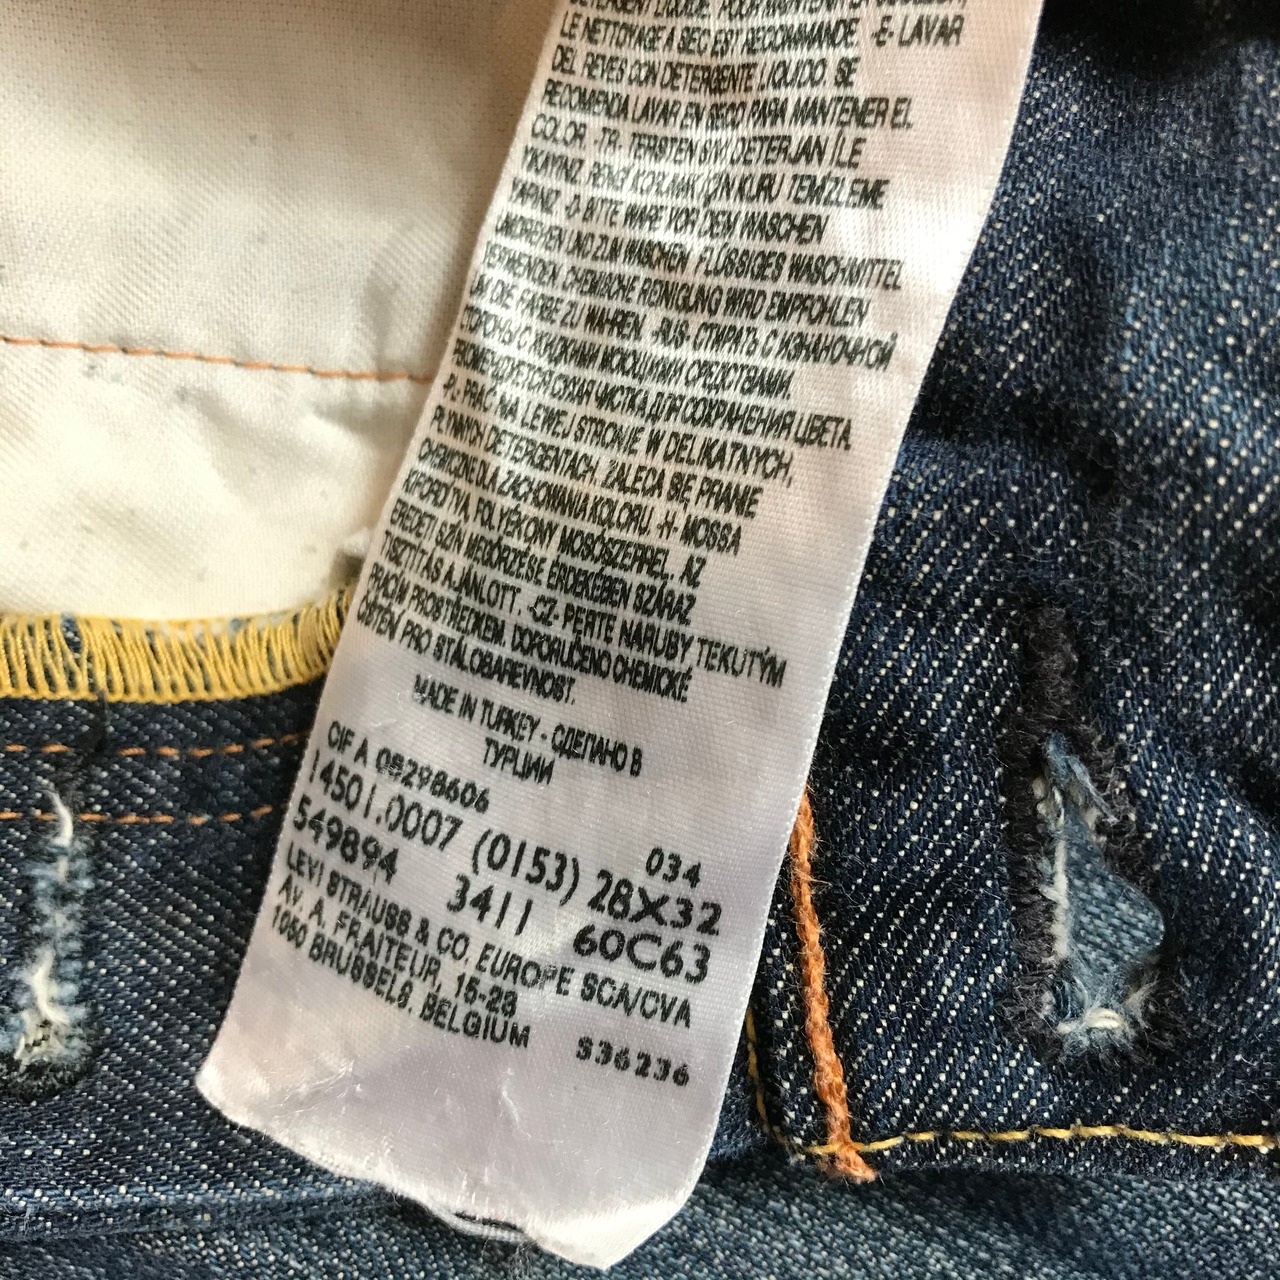 DETERGENT LIQUIDE. POUR MAINTENIR LA COULEUR,
LE NETTOYAGE A SEC EST RECOMMANDE. -E- LAVAR
DEL REVES CON DETERGENTE LIQUIDO. SE
RECOMIENDA LAVAR EN SECO PARA MANTENER EL
COLOR. -TR- TERSTEN SIVI DETERJAN İLE
YIKAYINIZ. RENGİ KORUMAK İÇİN KURU TEMİZLEME
YAPINIZ. -D- BITTE WARE VOR DEM WASCHEN
UMDREHEN UND ZUM WASCHEN FLÜSSIGES WASCHMITTEL
VERWENDEN. CHEMISCHE REINIGUNG WIRD EMPFOHLEN
UM DIE FARBE ZU WAHREN. -RUS- СТИРАТЬ С ИЗНАНОЧНОЙ
СТОРОНЫ С ЖИДКИМИ МОЮЩИМИ СРЕДСТВАМИ.
РЕКОМЕНДУЕТСЯ СУХАЯ ЧИСТКА ДЛЯ СОХРАНЕНИЯ ЦВЕТА
-PL- PRAĆ NA LEWEJ STRONIE W DELIKATNYCH,
PŁYNNYCH DETERGENTACH. ZALECA SIĘ PRANIE
CHEMICZNE DLA ZACHOWANIA KOLORU. -H- MOSSA
KIFORDÍTVA, FOLYÉKONY MOSÓSZERREL. AZ
EREDETI SZÍN MEGŐRZÉSE ÉRDEKÉBEN SZÁRAZ
TISZTÍTÁS AJÁNLOTT. -CZ- PERTE NARUBY TEKUTÝM
PRACÍM PROSTŘEDKEM. DOPORUČENO CHEMICKÉ
ČIŠTĚNÍ PRO STÁLOBAREVNOST.
MADE IN TURKEY - СДЕЛАНО В
ТУРЦИИ
CIF A 08298606
034
14501.0007 (0153) 28X32
549894 3411 60C63
LEVI STRAUSS & CO. EUROPE SCA/CVA
AV. A. FRAITEUR, 15-23
1050 BRUSSELS, BELGIUM 936236